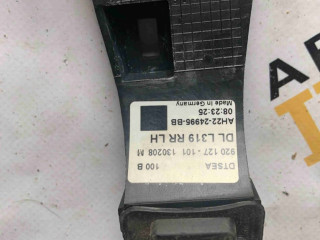 DTSEA
100 B
920 127 - 101 130208 M
DL L319 RR LH
AH22-24995-BB
08-23-25
Made in Germany